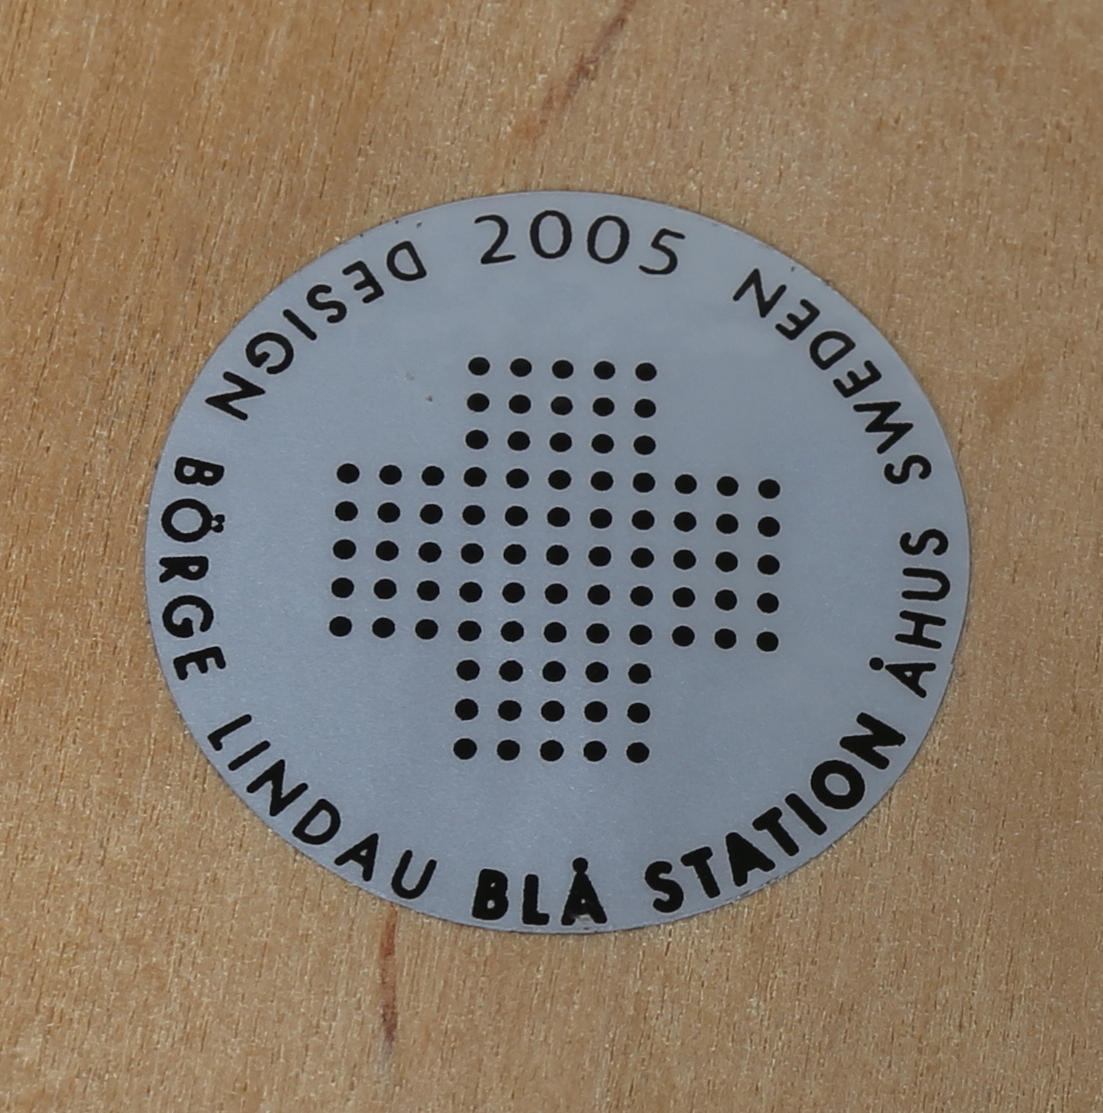 2005
DESIGN BÖRGE LINDAU BLÅ STATION ÅHUS SWEDEN